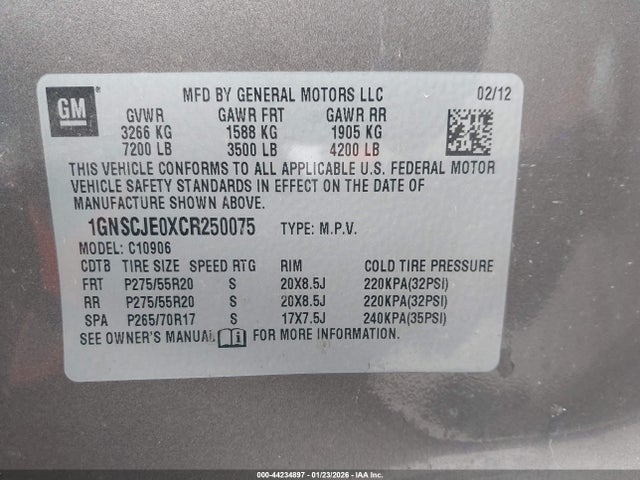 GM
MFD BY GENERAL MOTORS LLC 02/12
GVWR GAWR FRT GAWR RR
3266 KG 1588 KG 1905 KG
7200 LB 3500 LB 4200 LB
THIS VEHICLE CONFORMS TO ALL APPLICABLE U.S. FEDERAL MOTOR
VEHICLE SAFETY STANDARDS IN EFFECT ON THE DATE OF
MANUFACTURE SHOWN ABOVE.
1GNSCJE0XCR250075 TYPE: M.P.V.
MODEL: C10906
CDTB TIRE SIZE SPEED RTG RIM COLD TIRE PRESSURE
FRT P275/55R20 S 20X8.5J 220KPA(32PSI)
RR P275/55R20 S 20X8.5J 220KPA(32PSI)
SPA P265/70R17 S 17X7.5J 240KPA(35PSI)
SEE OWNER'S MANUAL i FOR MORE INFORMATION.
000-44234897 - 01/23/2026 - IAAI.COM